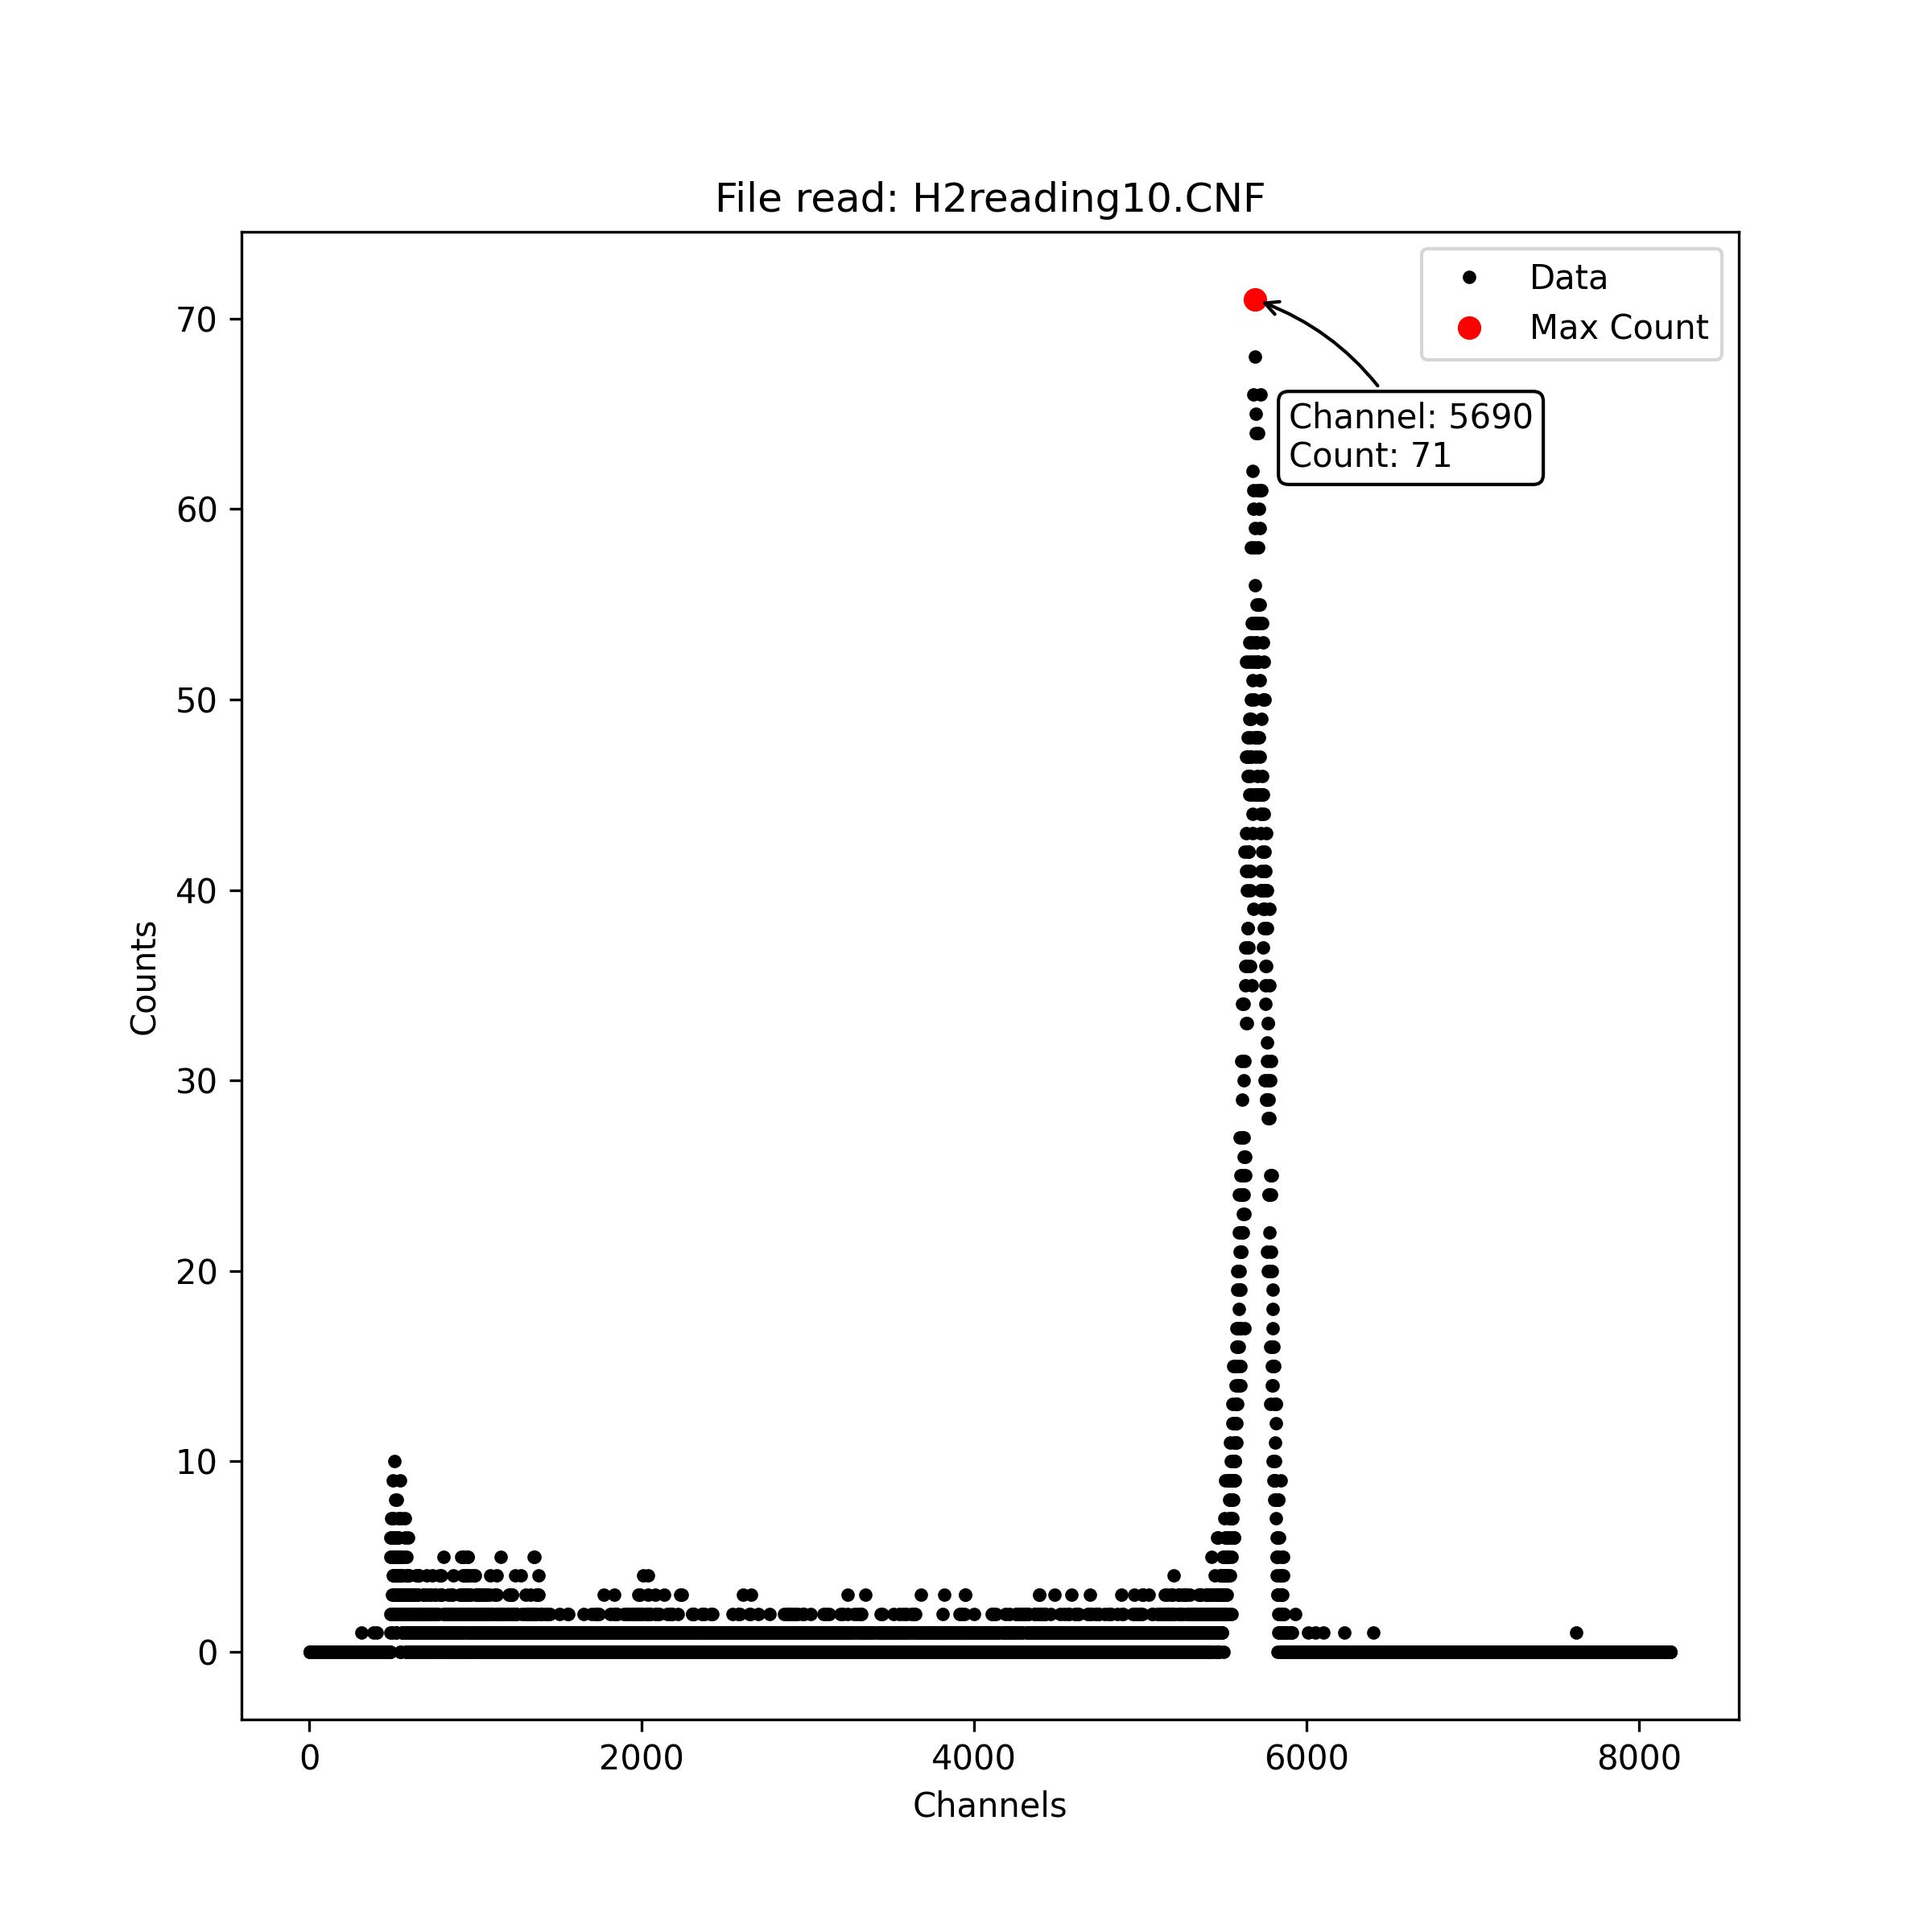 File read: H2reading10.CNF
Data
Max Count
Channel: 5690
Count: 71
70
60
50
40
30
20
10
0
Counts
0 2000 4000 6000 8000
Channels